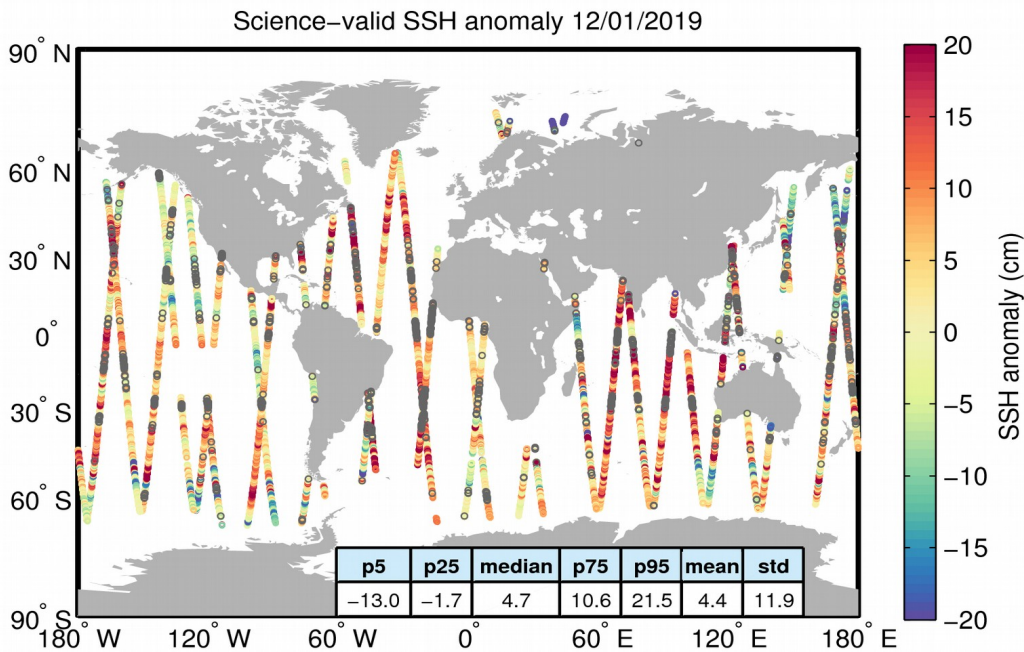 Science−valid SSH anomaly 12/01/2019
90° N
60° N
30° N
0°
30° S
60° S
90° S
180° W
120° W
60° W
0°
60° E
120° E
180° E
p5 p25 median p75 p95 mean std
−13.0 −1.7 4.7 10.6 21.5 4.4 11.9
20
15
10
5
0
−5
−10
−15
−20
SSH anomaly (cm)